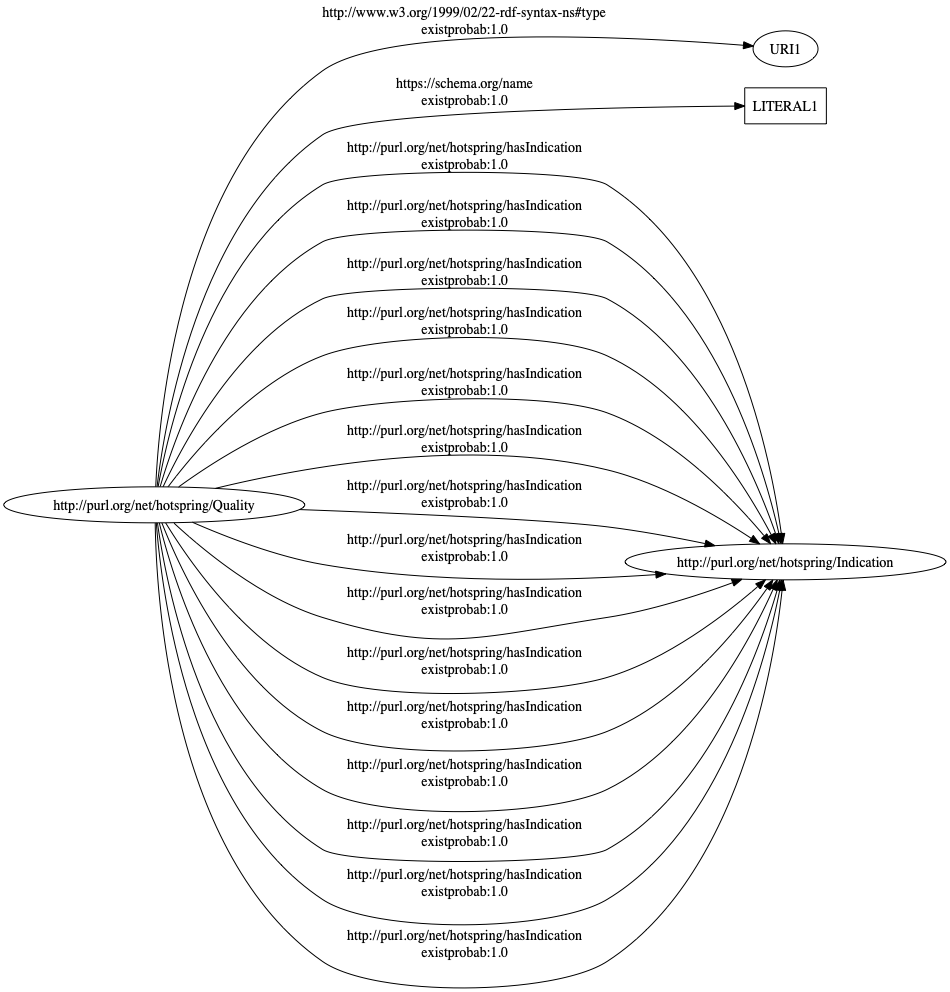 http://www.w3.org/1999/02/22-rdf-syntax-ns#type
existprobab:1.0
URI1
https://schema.org/name
existprobab:1.0
LITERAL1
http://purl.org/net/hotspring/hasIndication
existprobab:1.0
http://purl.org/net/hotspring/hasIndication
existprobab:1.0
http://purl.org/net/hotspring/hasIndication
existprobab:1.0
http://purl.org/net/hotspring/hasIndication
existprobab:1.0
http://purl.org/net/hotspring/hasIndication
existprobab:1.0
http://purl.org/net/hotspring/hasIndication
existprobab:1.0
http://purl.org/net/hotspring/hasIndication
existprobab:1.0
http://purl.org/net/hotspring/Quality
http://purl.org/net/hotspring/hasIndication
existprobab:1.0
http://purl.org/net/hotspring/Indication
http://purl.org/net/hotspring/hasIndication
existprobab:1.0
http://purl.org/net/hotspring/hasIndication
existprobab:1.0
http://purl.org/net/hotspring/hasIndication
existprobab:1.0
http://purl.org/net/hotspring/hasIndication
existprobab:1.0
http://purl.org/net/hotspring/hasIndication
existprobab:1.0
http://purl.org/net/hotspring/hasIndication
existprobab:1.0
http://purl.org/net/hotspring/hasIndication
existprobab:1.0